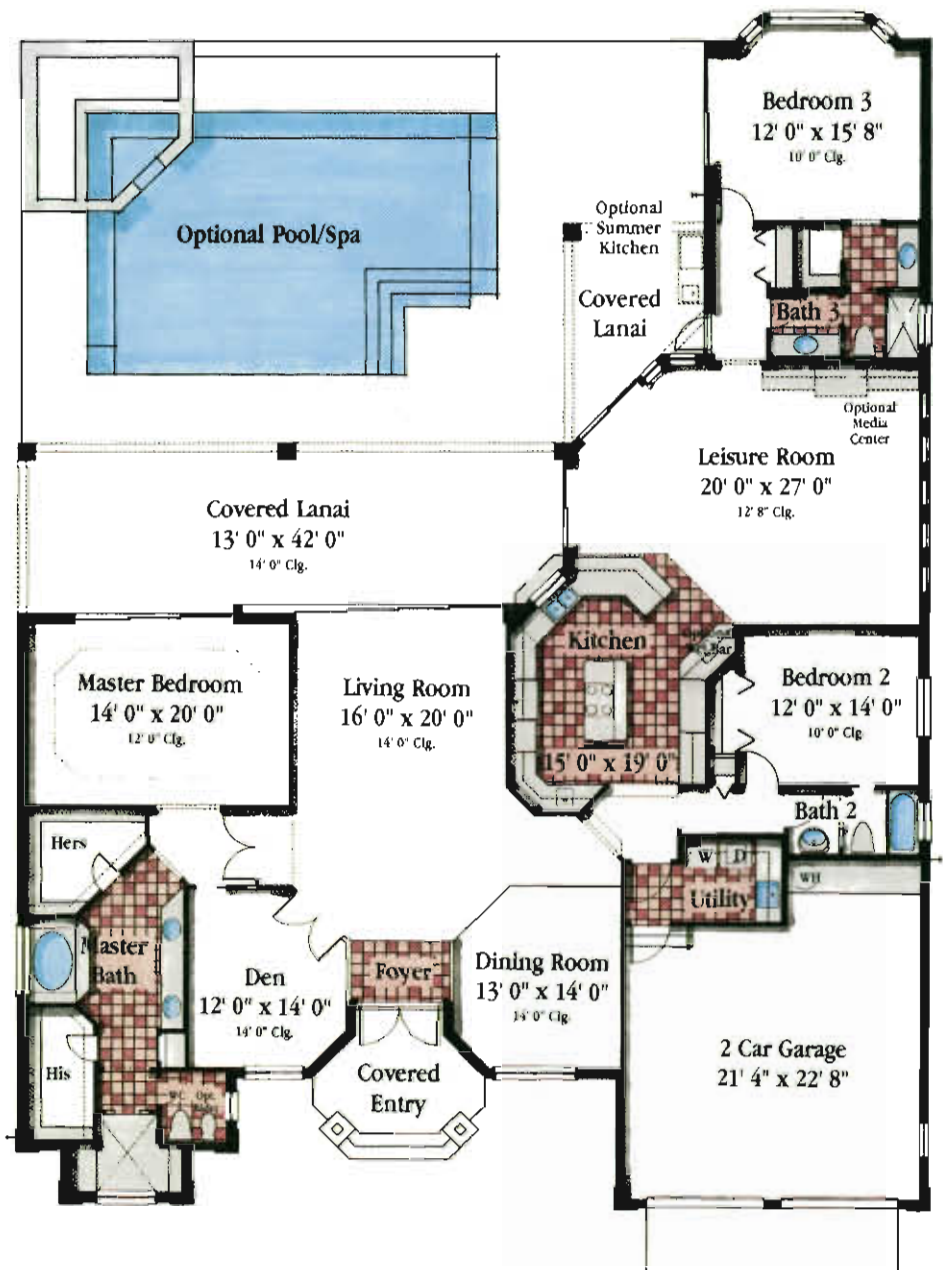 Bedroom 3
12' 0" x 15' 8"
10' 0" Clg.
Optional
Summer
Kitchen
Optional Pool/Spa
Covered
Lanai
Bath 3
Optional
Media
Center
Leisure Room
20' 0" x 27' 0"
12' 8" Clg.
Covered Lanai
13' 0" x 42' 0"
14' 0" Clg.
Kitchen
Bar
15' 0" x 19' 0"
Master Bedroom
14' 0" x 20' 0"
12' 0" Clg.
Living Room
16' 0" x 20' 0"
14' 0" Clg.
Bedroom 2
12' 0" x 14' 0"
10' 0" Clg.
Bath 2
Hers
W D
WH
Utility
Master
Bath
Den
12' 0" x 14' 0"
14' 0" Clg.
Foyer
Dining Room
13' 0" x 14' 0"
14' 0" Clg.
His
WC
Opt.
Covered
Entry
2 Car Garage
21' 4" x 22' 8"